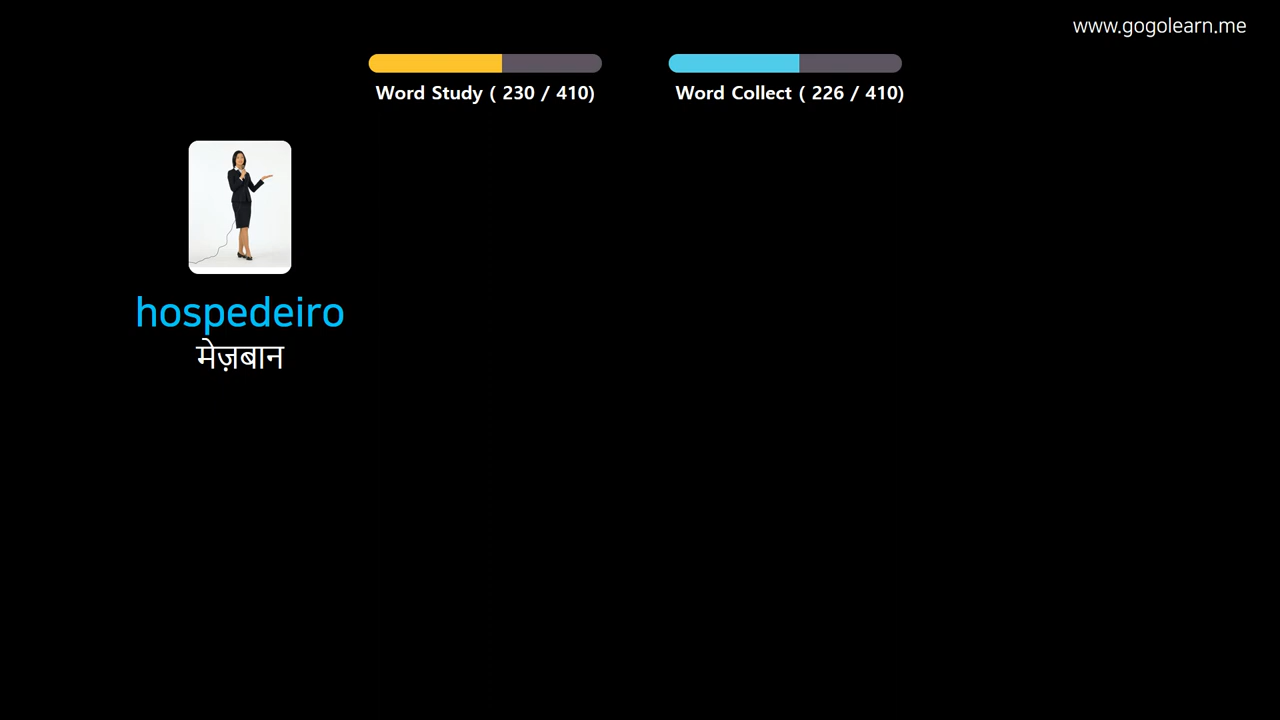 www.gogolearn.me
Word Study ( 230 / 410)
Word Collect ( 226 / 410)
hospedeiro
मेज़बान